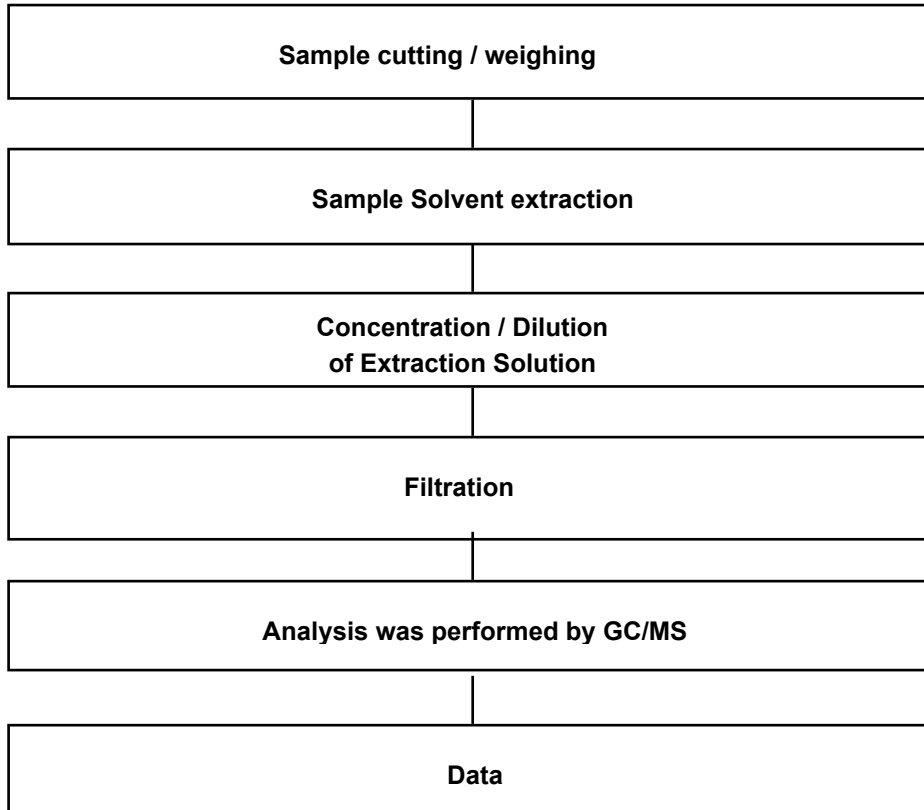 Sample cutting / weighing
Sample Solvent extraction
Concentration / Dilution
of Extraction Solution
Filtration
Analysis was performed by GC/MS
Data